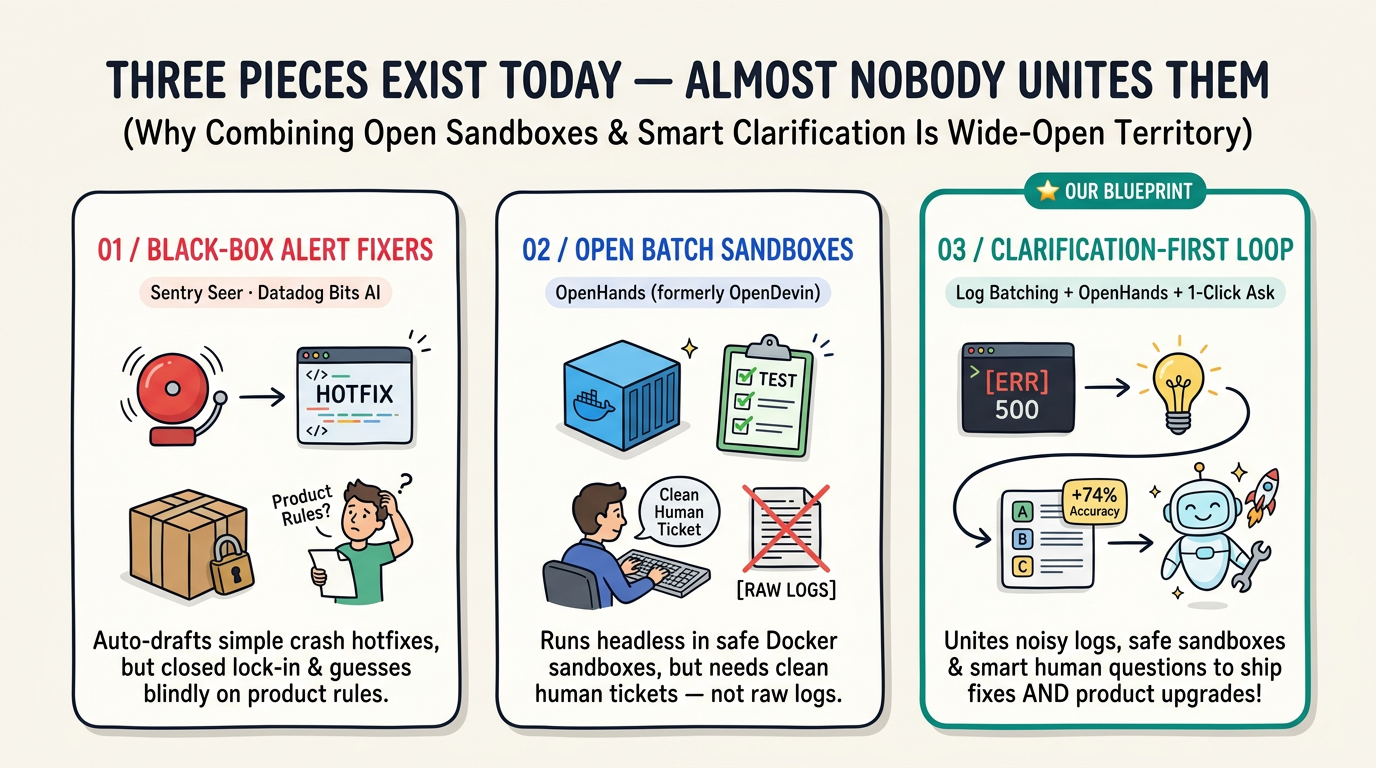 THREE PIECES EXIST TODAY — ALMOST NOBODY UNITES THEM
(Why Combining Open Sandboxes & Smart Clarification Is Wide-Open Territory)
01 / BLACK-BOX ALERT FIXERS
Sentry Seer · Datadog Bits AI
</>
HOTFIX
</>
Product
Rules?
?
Auto-drafts simple crash hotfixes,
but closed lock-in & guesses
blindly on product rules.
02 / OPEN BATCH SANDBOXES
OpenHands (formerly OpenDevin)
TEST
Clean
Human
Ticket
[RAW LOGS]
Runs headless in safe Docker
sandboxes, but needs clean
human tickets — not raw logs.
⭐ OUR BLUEPRINT
03 / CLARIFICATION-FIRST LOOP
Log Batching + OpenHands + 1-Click Ask
> [ERR]
500
+74%
Accuracy
A
B
C
Unites noisy logs, safe sandboxes
& smart human questions to ship
fixes AND product upgrades!